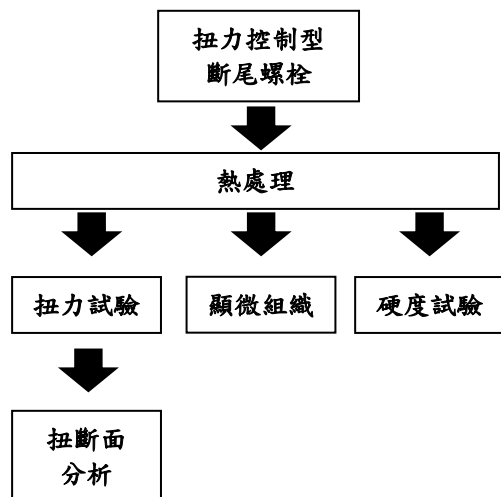 扭力控制型
斷尾螺栓
熱處理
扭力試驗
顯微組織
硬度試驗
扭斷面
分析